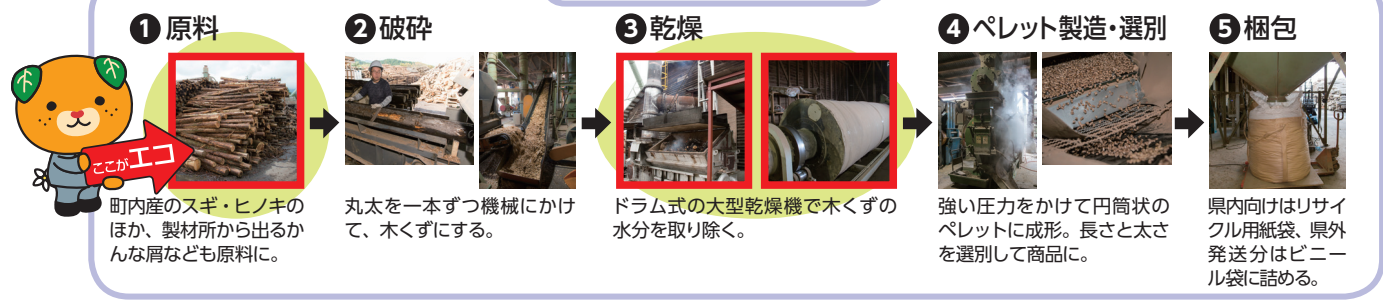 ❶原料
ここがエコ
町内産のスギ・ヒノキの
ほか、製材所から出るか
んな屑なども原料に。
❷破砕
丸太を一本ずつ機械にかけ
て、木くずにする。
❸乾燥
ドラム式の大型乾燥機で木くずの
水分を取り除く。
❹ペレット製造・選別
強い圧力をかけて円筒状の
ペレットに成形。長さと太さ
を選別して商品に。
❺梱包
県内向けはリサイ
クル用紙袋、県外
発送分はビニー
ル袋に詰める。